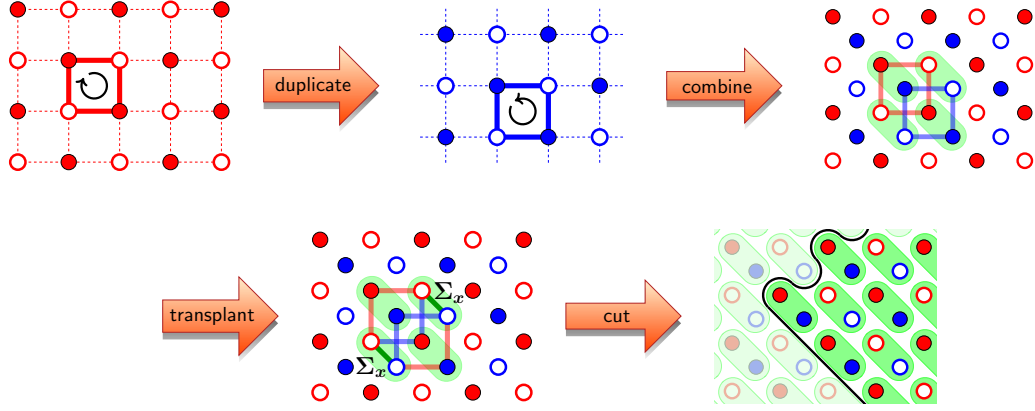 duplicate
combine
transplant
Σₓ
Σₓ
cut